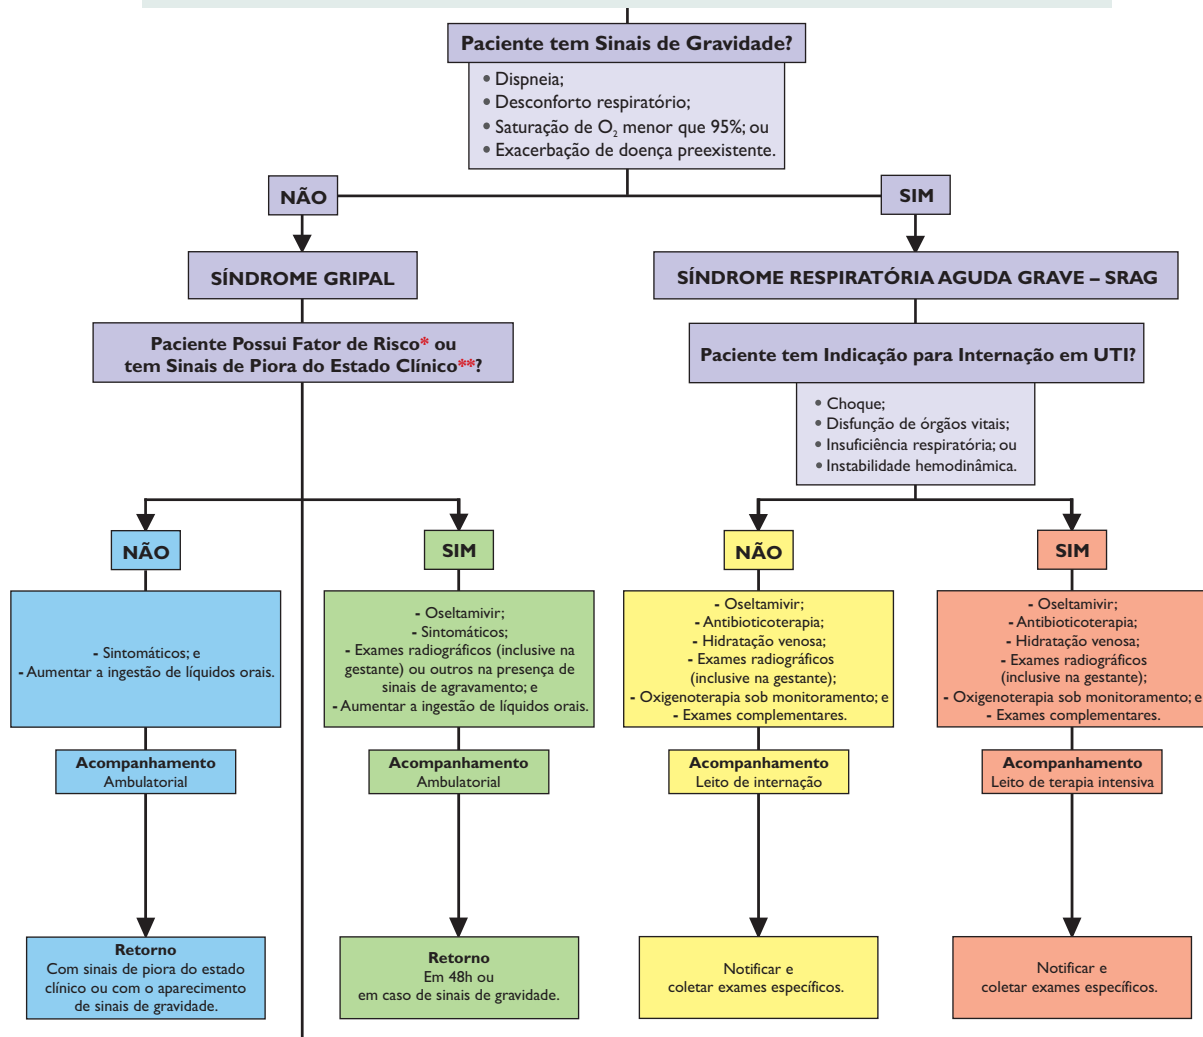 Paciente tem Sinais de Gravidade?
• Dispneia;
• Desconforto respiratório;
• Saturação de O₂ menor que 95%; ou
• Exacerbação de doença preexistente.
NÃO
SIM
SÍNDROME GRIPAL
SÍNDROME RESPIRATÓRIA AGUDA GRAVE – SRAG
Paciente Possui Fator de Risco* ou
tem Sinais de Piora do Estado Clínico**?
Paciente tem Indicação para Internação em UTI?
• Choque;
• Disfunção de órgãos vitais;
• Insuficiência respiratória; ou
• Instabilidade hemodinâmica.
NÃO
SIM
NÃO
SIM
- Sintomáticos; e
- Aumentar a ingestão de líquidos orais.
- Oseltamivir;
- Sintomáticos;
- Exames radiográficos (inclusive na
gestante) ou outros na presença de
sinais de agravamento; e
- Aumentar a ingestão de líquidos orais.
- Oseltamivir;
- Antibioticoterapia;
- Hidratação venosa;
- Exames radiográficos
(inclusive na gestante);
- Oxigenoterapia sob monitoramento; e
- Exames complementares.
- Oseltamivir;
- Antibioticoterapia;
- Hidratação venosa;
- Exames radiográficos
(inclusive na gestante);
- Oxigenoterapia sob monitoramento; e
- Exames complementares.
Acompanhamento
Ambulatorial
Acompanhamento
Ambulatorial
Acompanhamento
Leito de internação
Acompanhamento
Leito de terapia intensiva
Retorno
Com sinais de piora do estado
clínico ou com o aparecimento
de sinais de gravidade.
Retorno
Em 48h ou
em caso de sinais de gravidade.
Notificar e
coletar exames específicos.
Notificar e
coletar exames específicos.